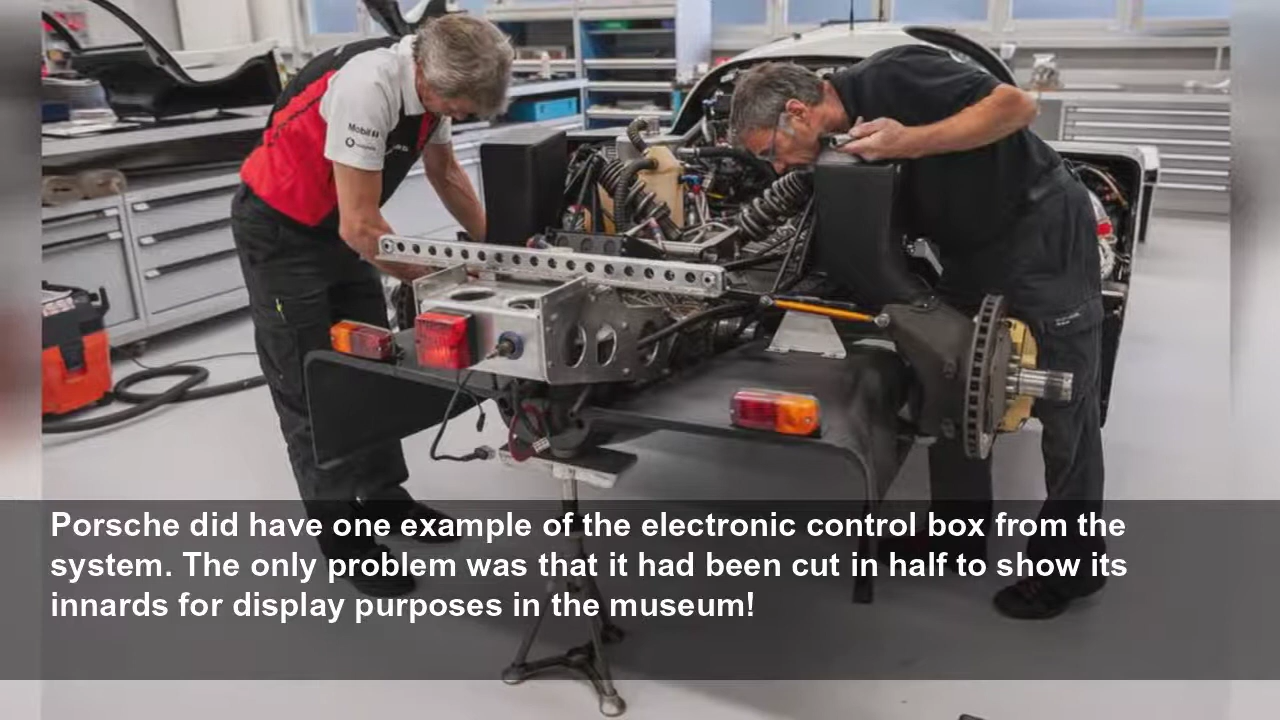 Mobil
Porsche did have one example of the electronic control box from the
system. The only problem was that it had been cut in half to show its
innards for display purposes in the museum!